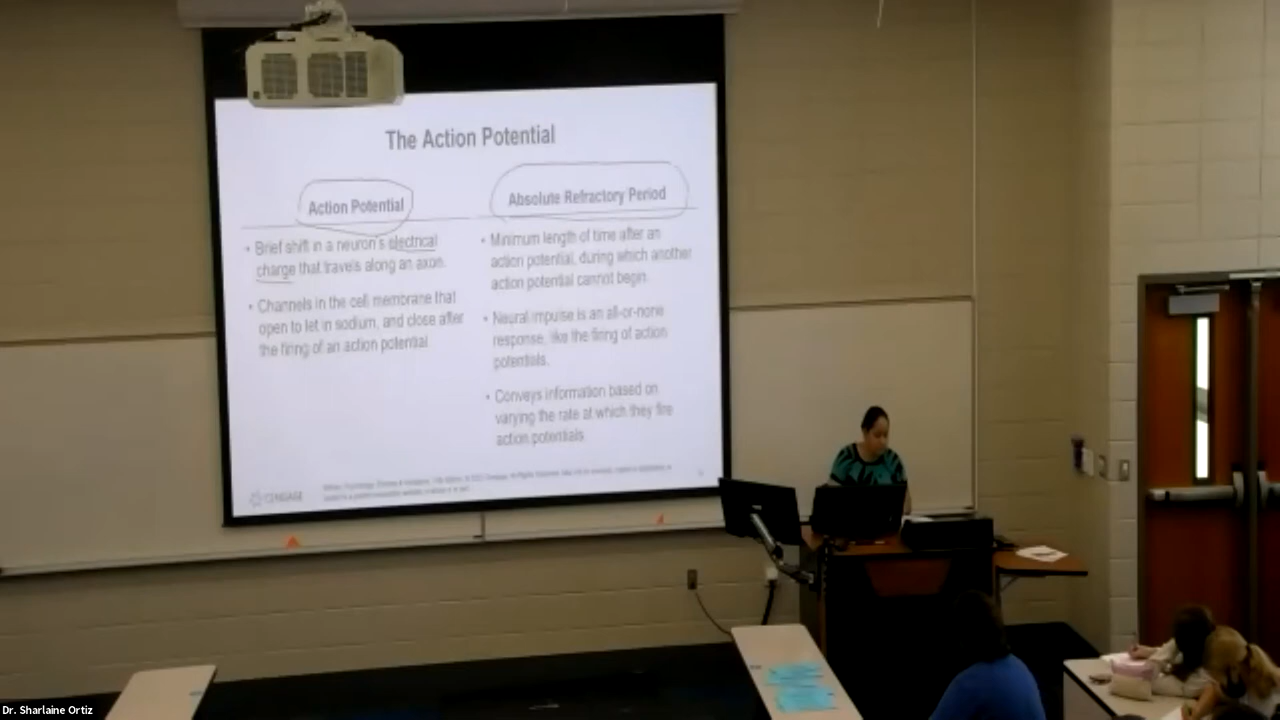 The Action Potential
Action Potential
• Brief shift in a neuron's electrical
charge that travels along an axon.
• Channels in the cell membrane that
open to let in sodium, and close after
the firing of an action potential
Absolute Refractory Period
• Minimum length of time after an
action potential, during which another
action potential cannot begin.
• Neural impulse is an all-or-none
response, like the firing of action
potentials.
• Conveys information based on
varying the rate at which they fire
action potentials
CENGAGE
Dr. Sharlaine Ortiz